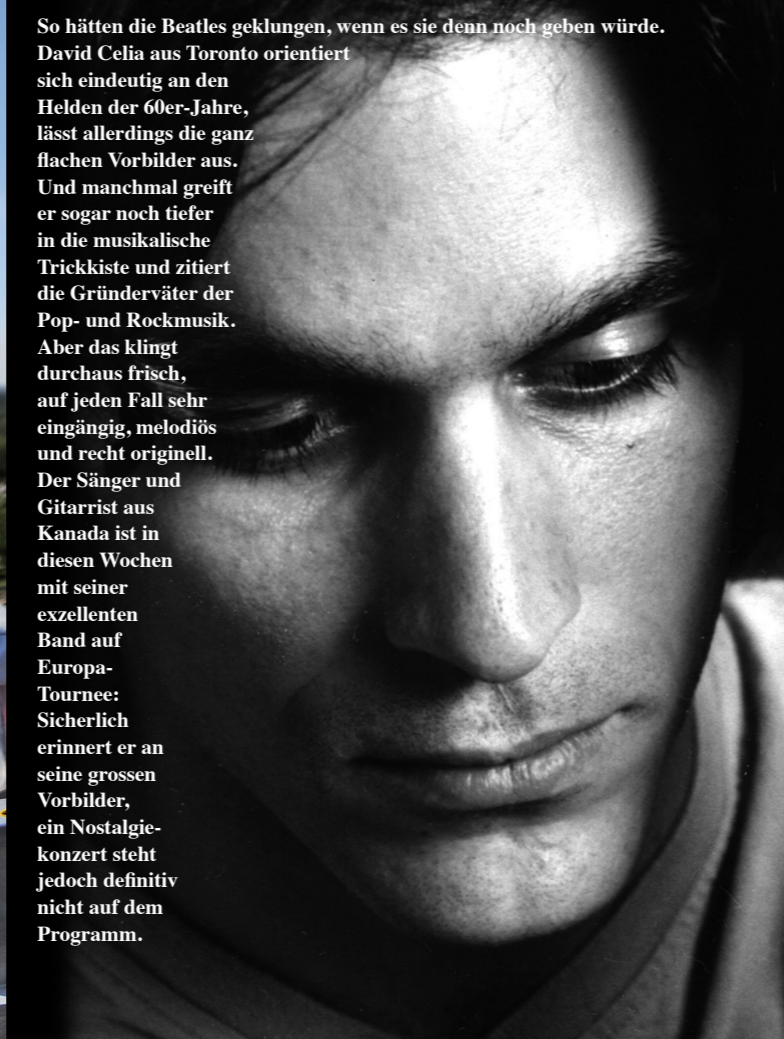 So hätten die Beatles geklungen, wenn es sie denn noch geben würde.
David Celia aus Toronto orientiert
sich eindeutig an den
Helden der 60er-Jahre,
lässt allerdings die ganz
flachen Vorbilder aus.
Und manchmal greift
er sogar noch tiefer
in die musikalische
Trickkiste und zitiert
die Gründerväter der
Pop- und Rockmusik.
Aber das klingt
durchaus frisch,
auf jeden Fall sehr
eingängig, melodiös
und recht originell.
Der Sänger und
Gitarrist aus
Kanada ist in
diesen Wochen
mit seiner
exzellenten
Band auf
Europa-
Tournee:
Sicherlich
erinnert er an
seine grossen
Vorbilder,
ein Nostalgie-
konzert steht
jedoch definitiv
nicht auf dem
Programm.